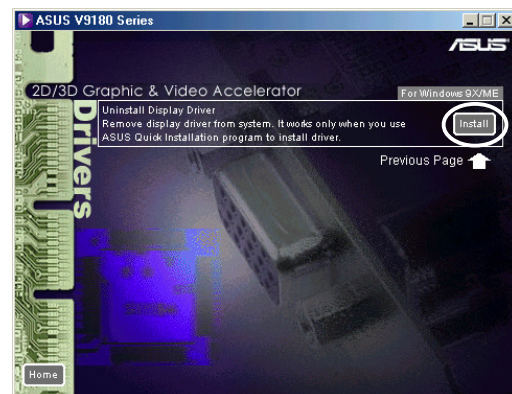 ASUS V9180 Series
ASUS
2D/3D Graphic & Video Accelerator
For Windows 9X/ME
Drivers
Uninstall Display Driver
Remove display driver from system. It works only when you use
ASUS Quick Installation program to install driver.
Install
Previous Page
Home